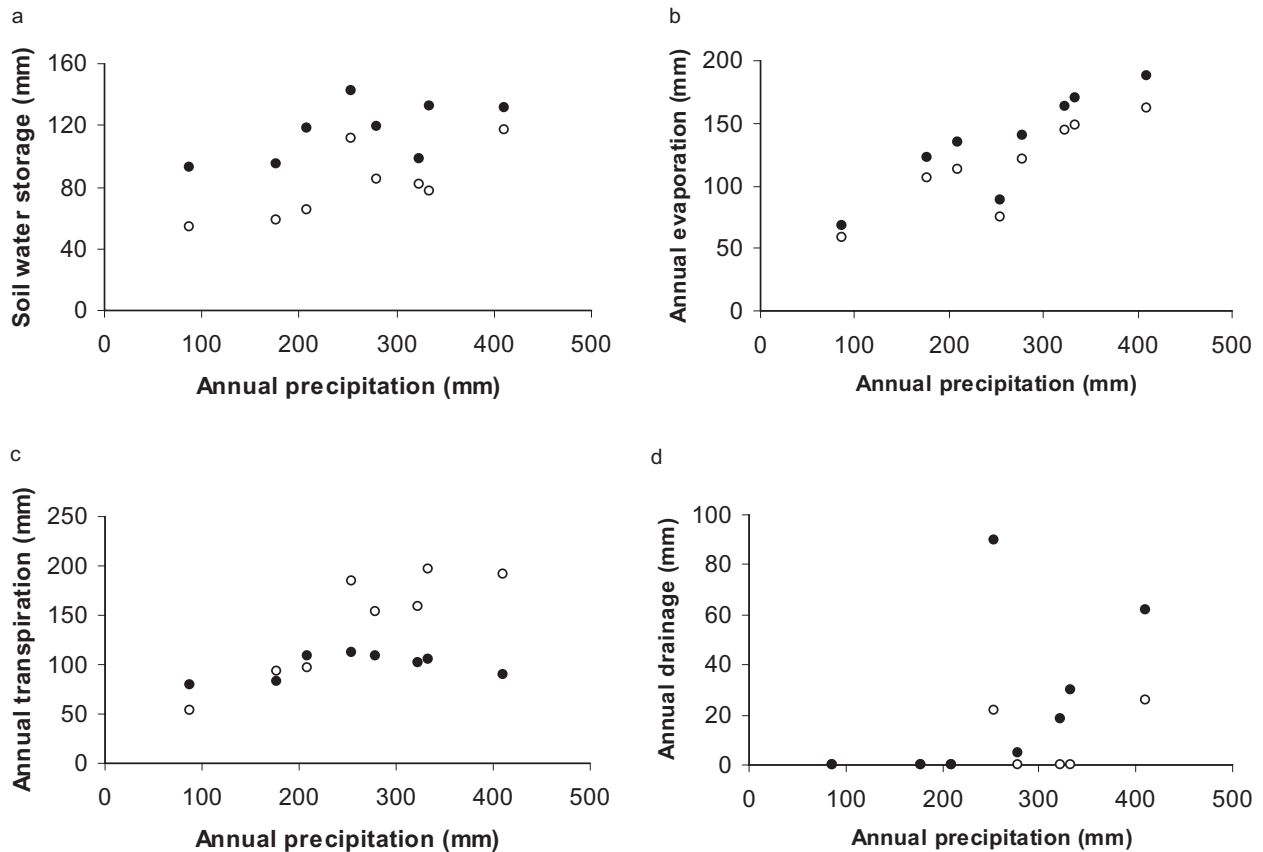 a
Soil water storage (mm)
160
120
80
40
0
0 100 200 300 400 500
Annual precipitation (mm)
b
Annual evaporation (mm)
200
150
100
50
0
0 100 200 300 400 500
Annual precipitation (mm)
c
Annual transpiration (mm)
250
200
150
100
50
0
0 100 200 300 400 500
Annual precipitation (mm)
d
Annual drainage (mm)
100
80
60
40
20
0
0 100 200 300 400 500
Annual precipitation (mm)